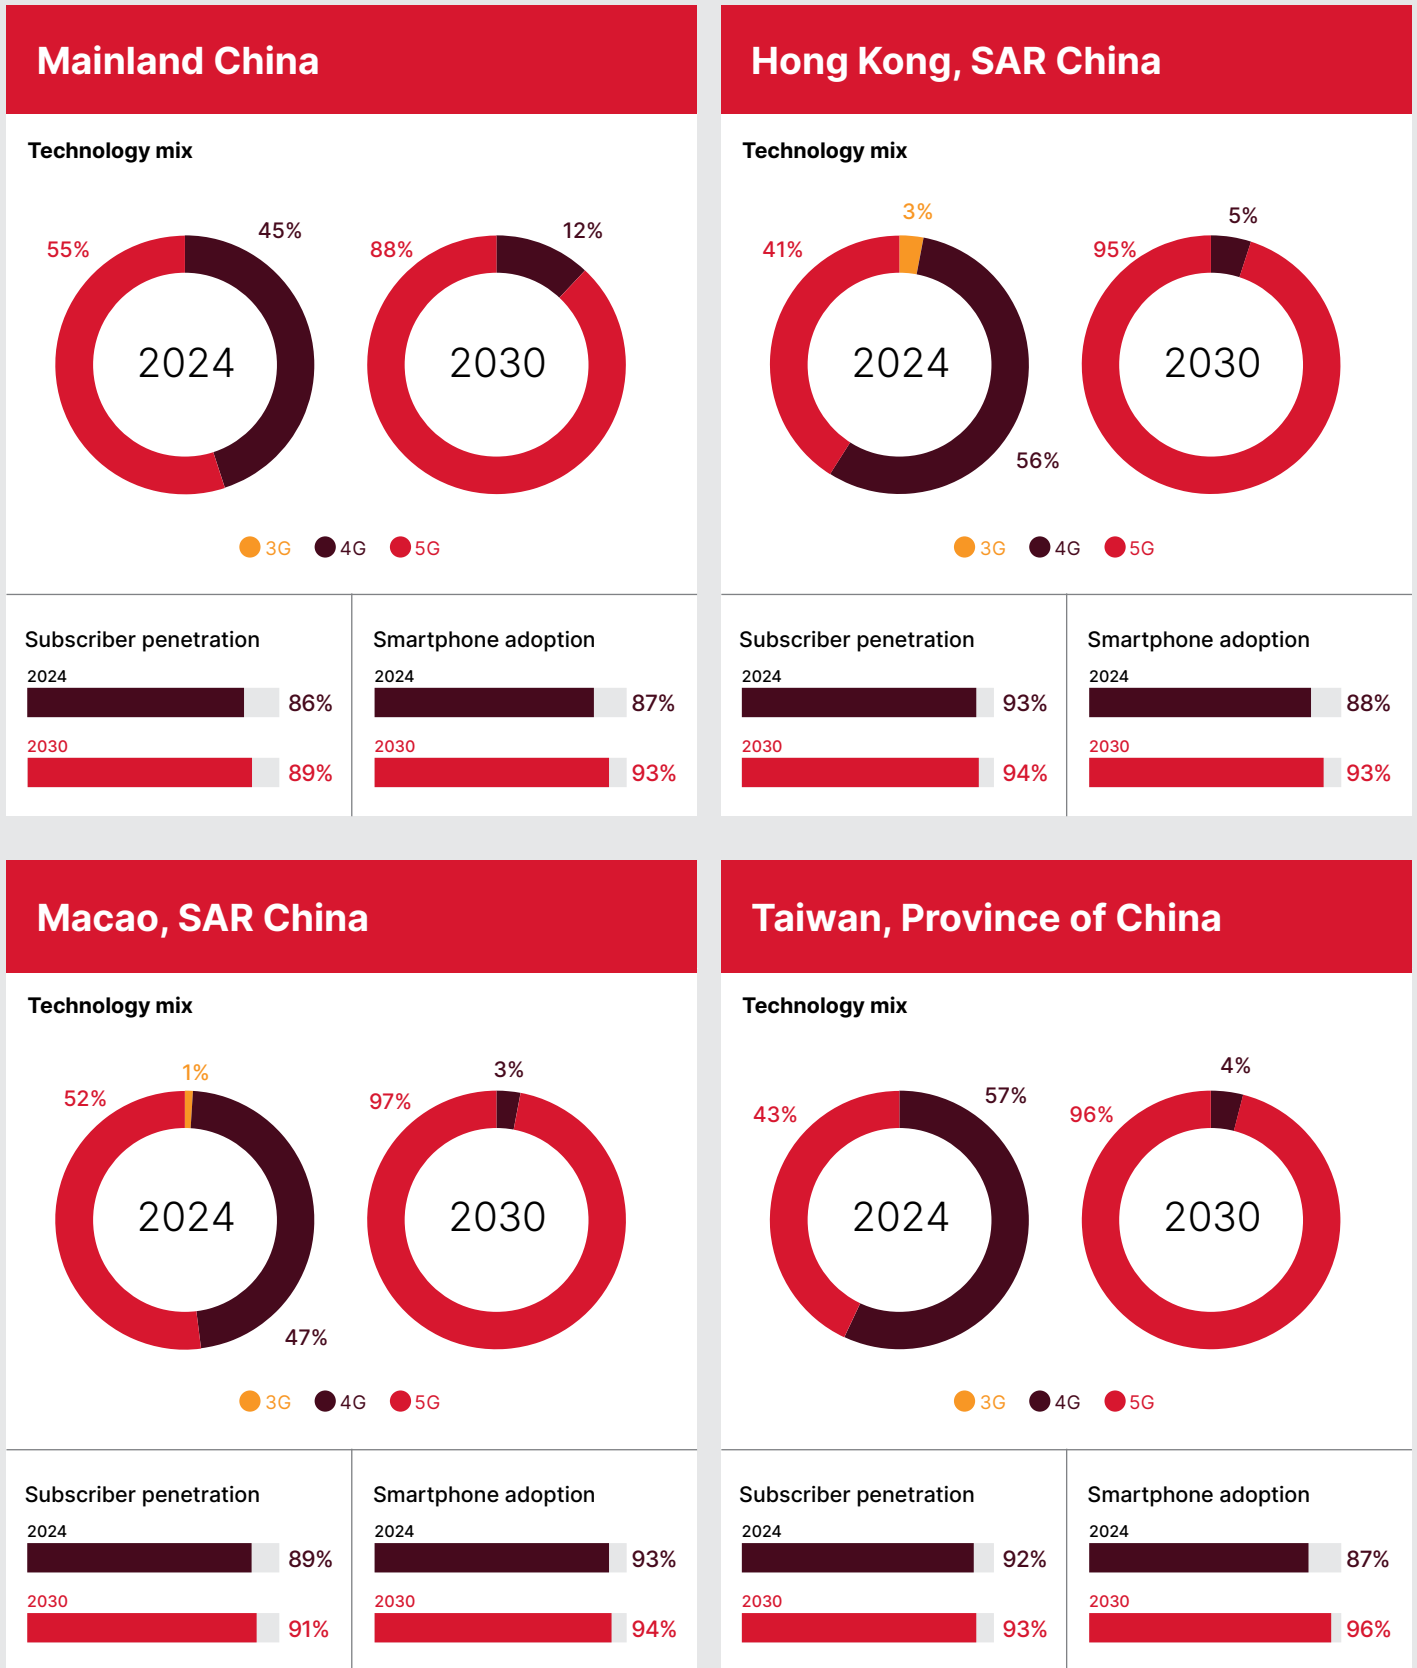 Mainland China
Technology mix
55%
45%
2024
88%
12%
2030
3G 4G 5G
Subscriber penetration
2024
86%
2030
89%
Smartphone adoption
2024
87%
2030
93%
Hong Kong, SAR China
Technology mix
3%
41%
56%
2024
5%
95%
2030
3G 4G 5G
Subscriber penetration
2024
93%
2030
94%
Smartphone adoption
2024
88%
2030
93%
Macao, SAR China
Technology mix
1%
52%
47%
2024
3%
97%
2030
3G 4G 5G
Subscriber penetration
2024
89%
2030
91%
Smartphone adoption
2024
93%
2030
94%
Taiwan, Province of China
Technology mix
57%
43%
2024
4%
96%
2030
3G 4G 5G
Subscriber penetration
2024
92%
2030
93%
Smartphone adoption
2024
87%
2030
96%